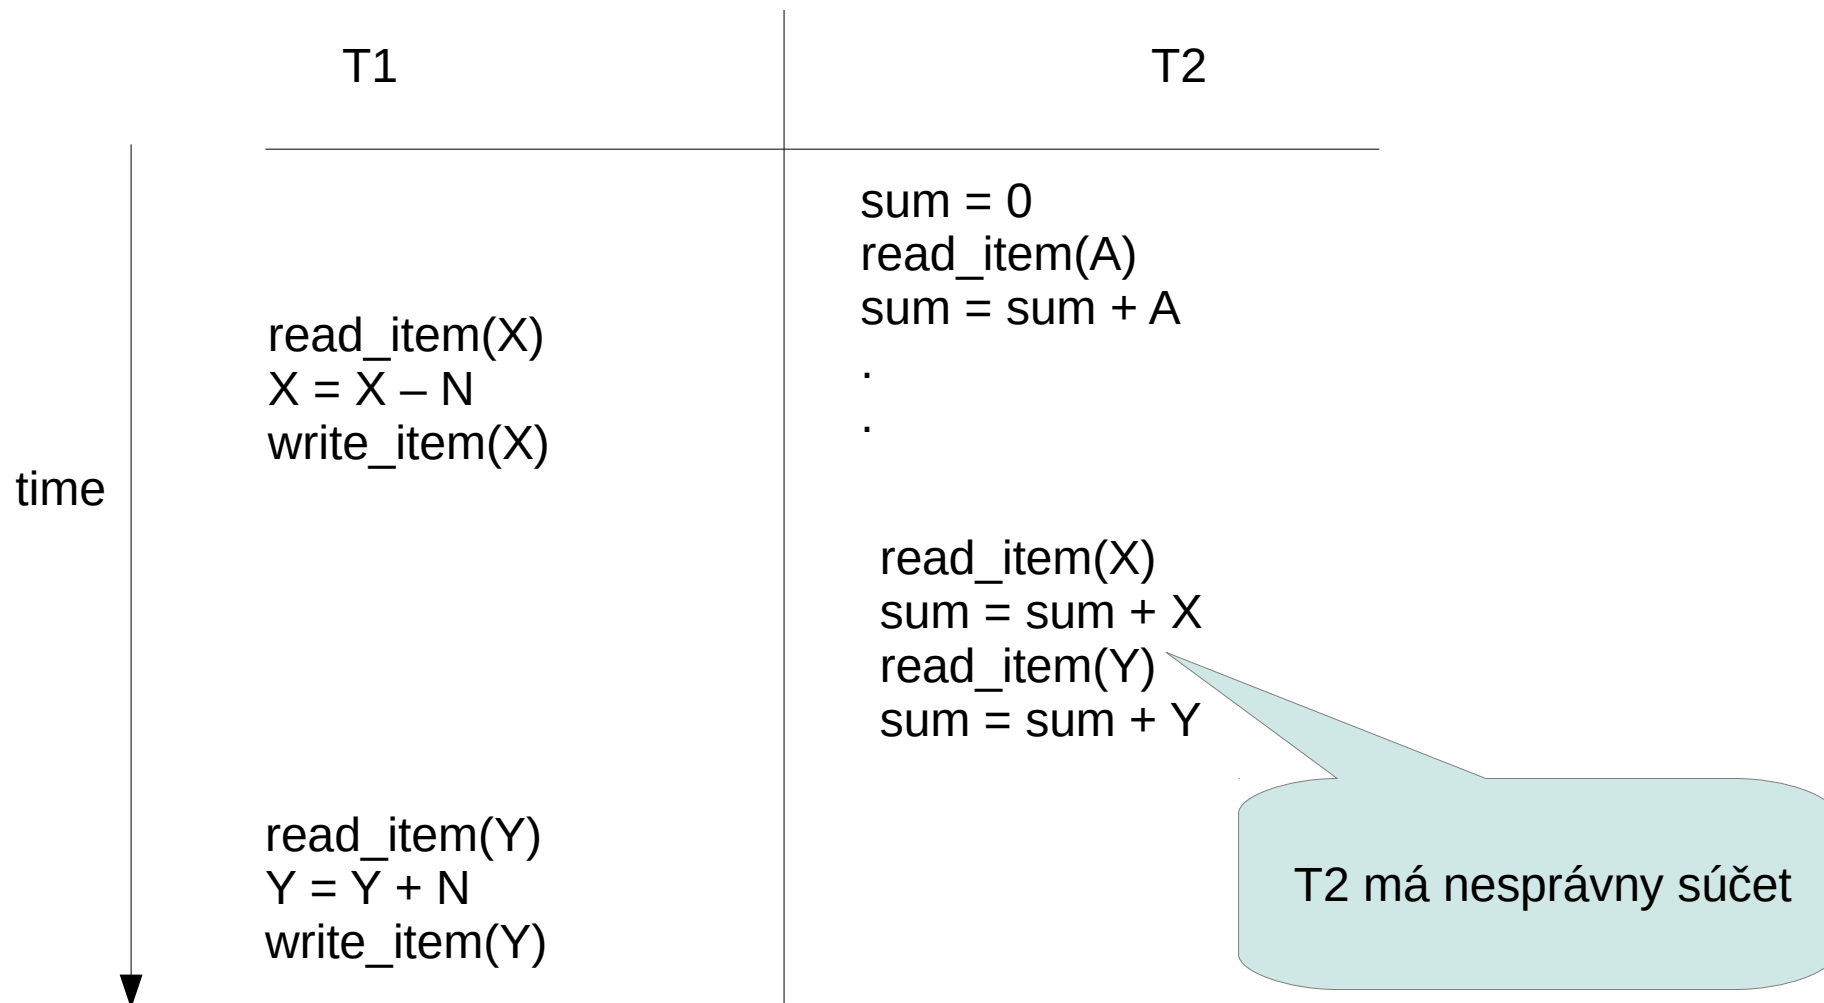 T1
T2
sum = 0
read_item(A)
sum = sum + A
.
.
read_item(X)
X = X – N
write_item(X)
time
read_item(X)
sum = sum + X
read_item(Y)
sum = sum + Y
read_item(Y)
Y = Y + N
write_item(Y)
T2 má nesprávny súčet